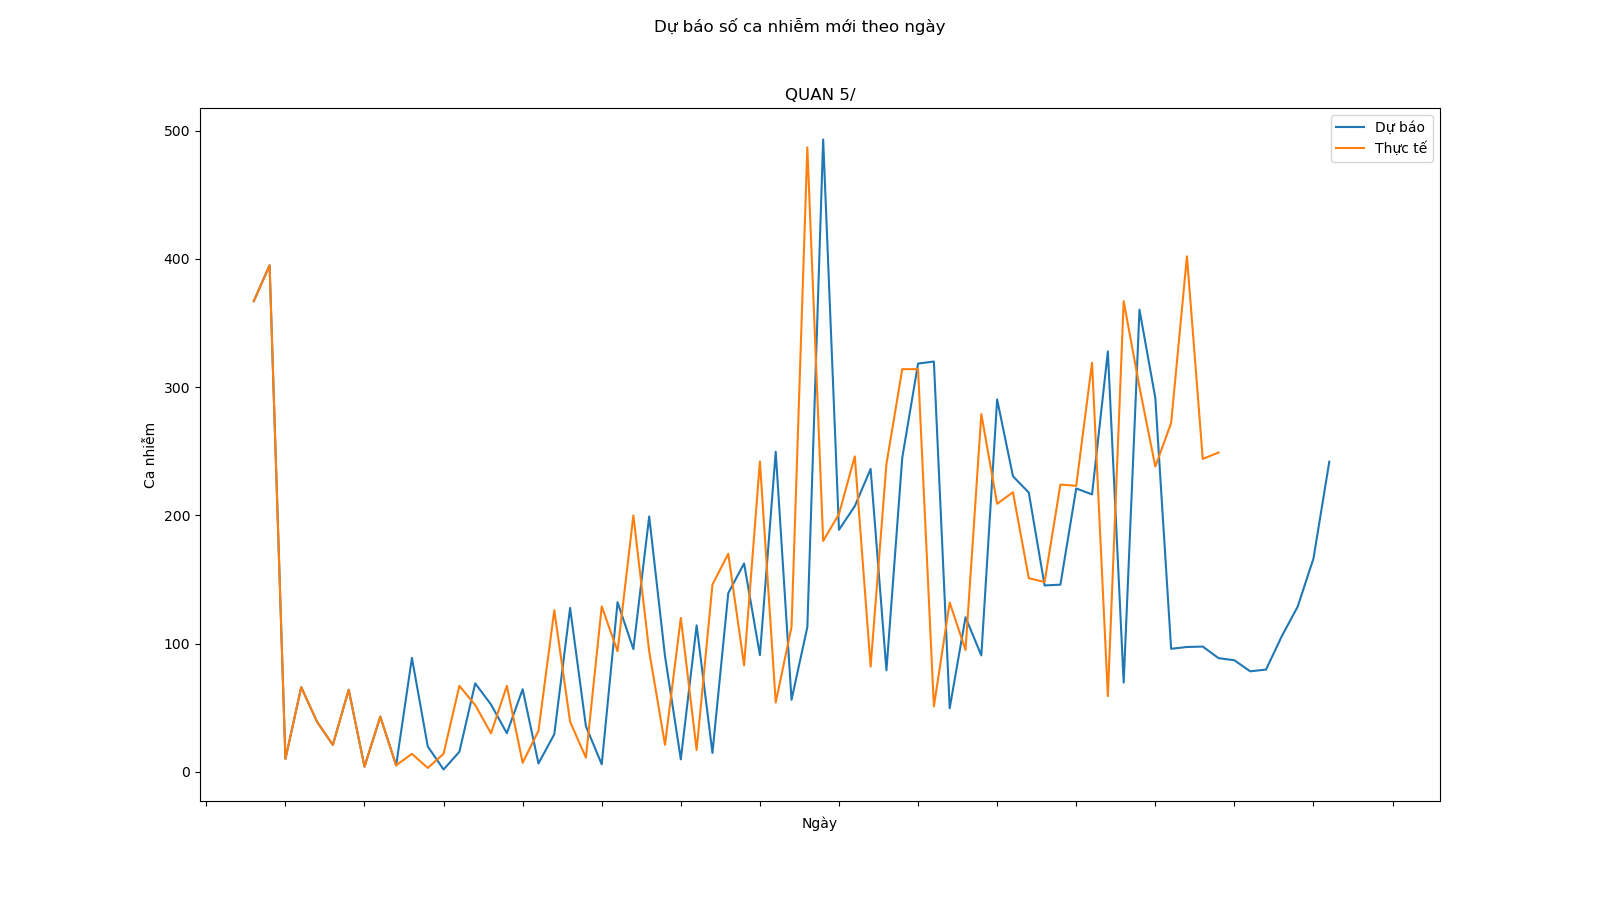 Dự báo số ca nhiễm mới theo ngày
QUAN 5/
Dự báo
Thực tế
500
400
300
200
100
0
Ca nhiễm
Ngày